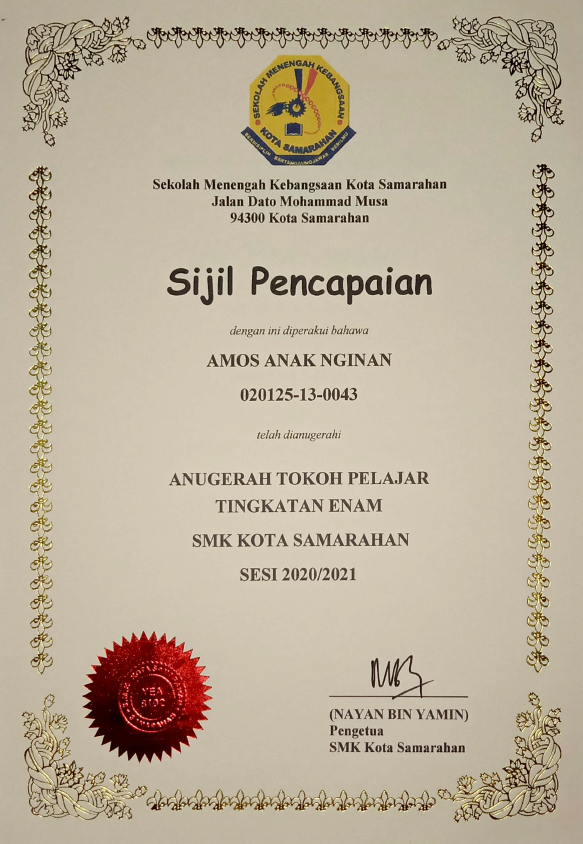 SEKOLAH MENENGAH KEBANGSAAN
KOTA SAMARAHAN
BERDISIPLIN BERTANGGUNGJAWAB BERILMU
Sekolah Menengah Kebangsaan Kota Samarahan
Jalan Dato Mohammad Musa
94300 Kota Samarahan
Sijil Pencapaian
dengan ini diperakui bahawa
AMOS ANAK NGINAN
020125-13-0043
telah dianugerahi
ANUGERAH TOKOH PELAJAR
TINGKATAN ENAM
SMK KOTA SAMARAHAN
SESI 2020/2021
YEA
(NAYAN BIN YAMIN)
Pengetua
SMK Kota Samarahan